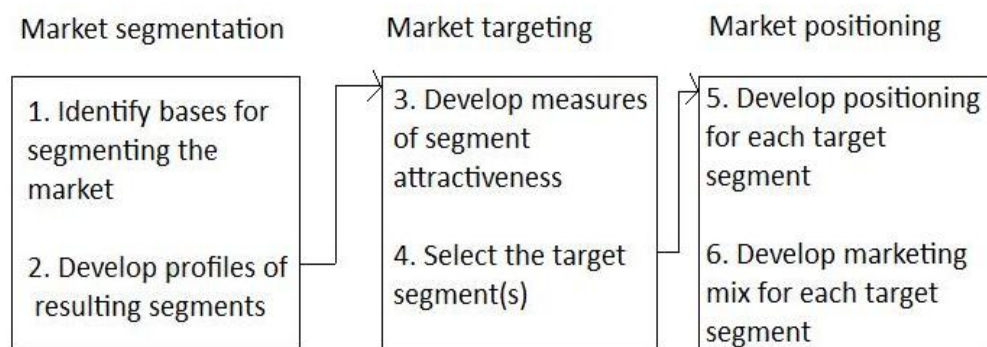 Market segmentation
1. Identify bases for
segmenting the
market
2. Develop profiles of
resulting segments
Market targeting
3. Develop measures
of segment
attractiveness
4. Select the target
segment(s)
Market positioning
5. Develop positioning
for each target
segment
6. Develop marketing
mix for each target
segment